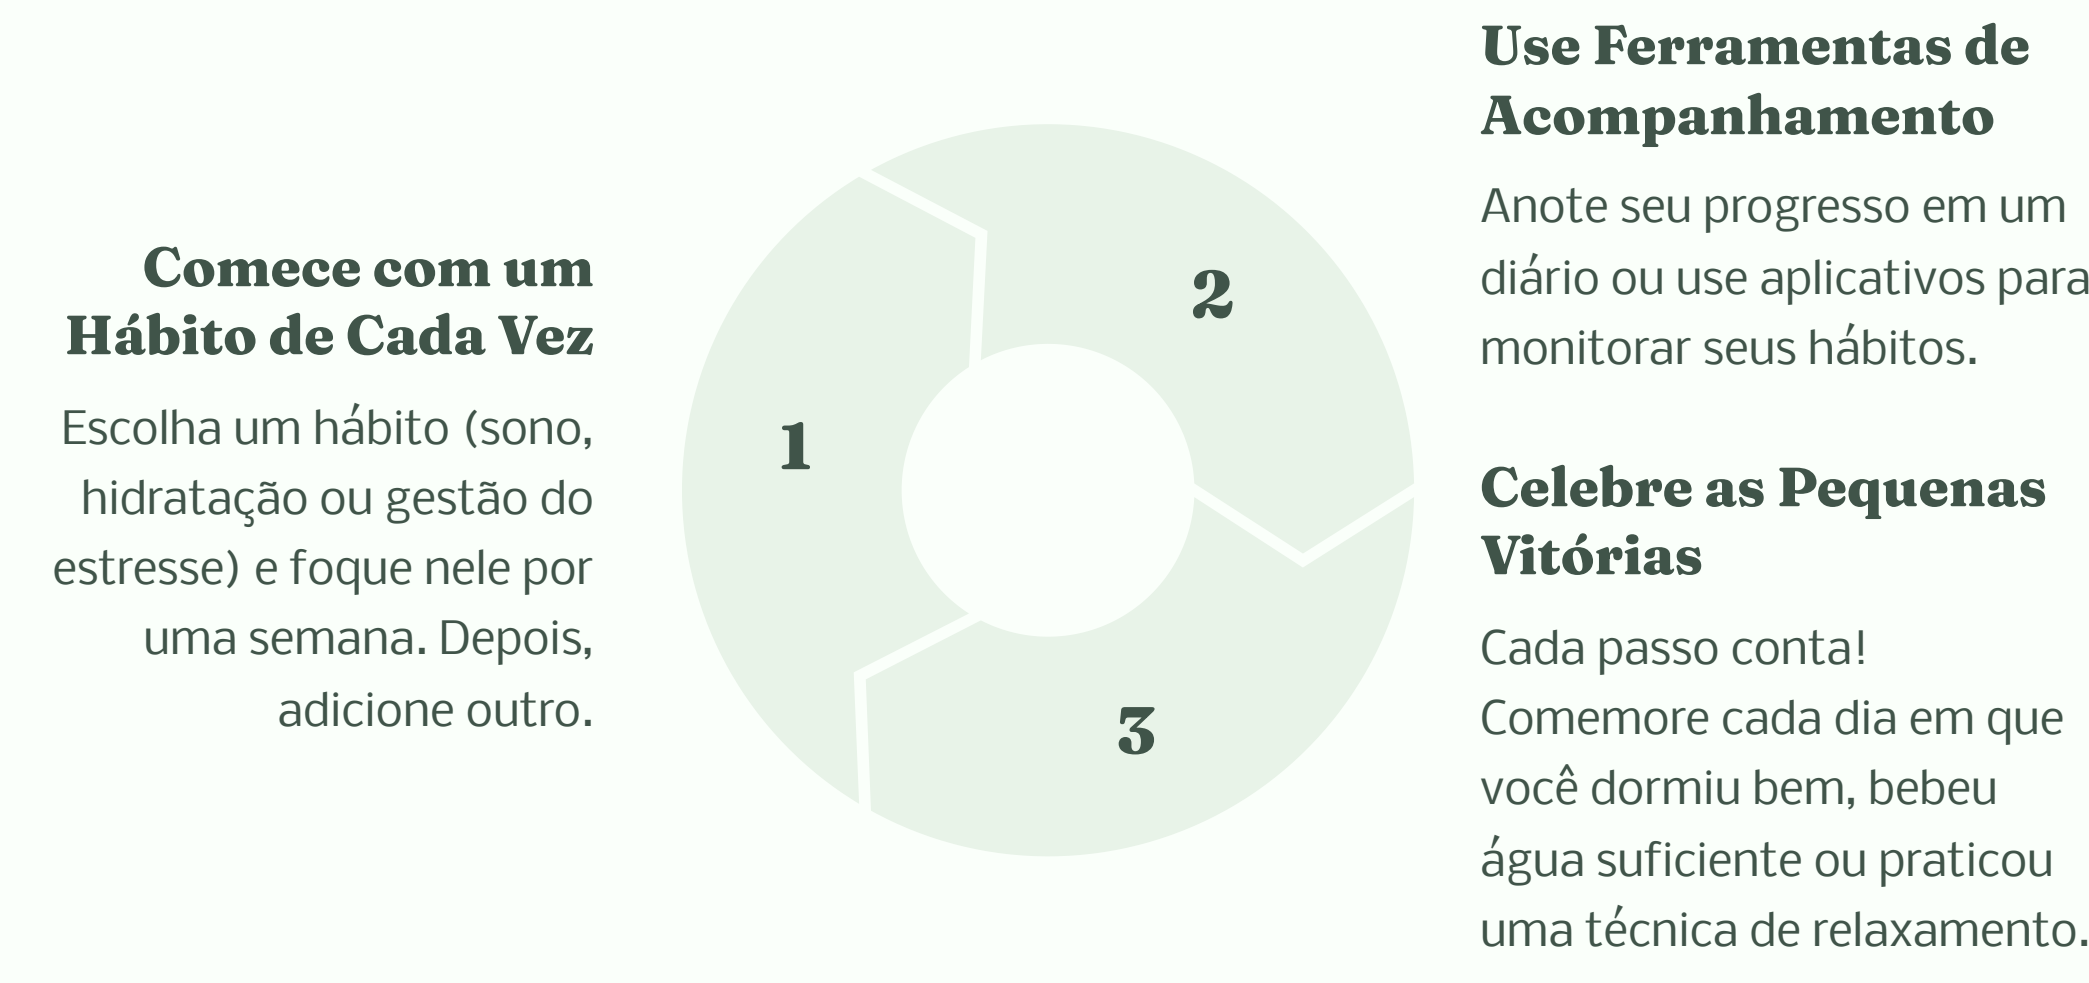 Comece com um
Hábito de Cada Vez
Escolha um hábito (sono,
hidratação ou gestão do
estresse) e foque nele por
uma semana. Depois,
adicione outro.
1
2
3
Use Ferramentas de
Acompanhamento
Anote seu progresso em um
diário ou use aplicativos para
monitorar seus hábitos.
Celebre as Pequenas
Vitórias
Cada passo conta!
Comemore cada dia em que
você dormiu bem, bebeu
água suficiente ou praticou
uma técnica de relaxamento.